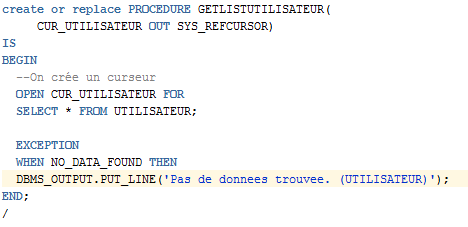 create or replace PROCEDURE GETLISTUTILISATEUR(
CUR_UTILISATEUR OUT SYS_REFCURSOR)
IS
BEGIN
--On crée un curseur
OPEN CUR_UTILISATEUR FOR
SELECT * FROM UTILISATEUR;
EXCEPTION
WHEN NO_DATA_FOUND THEN
DBMS_OUTPUT.PUT_LINE('Pas de donnees trouvee. (UTILISATEUR)');
END;
/